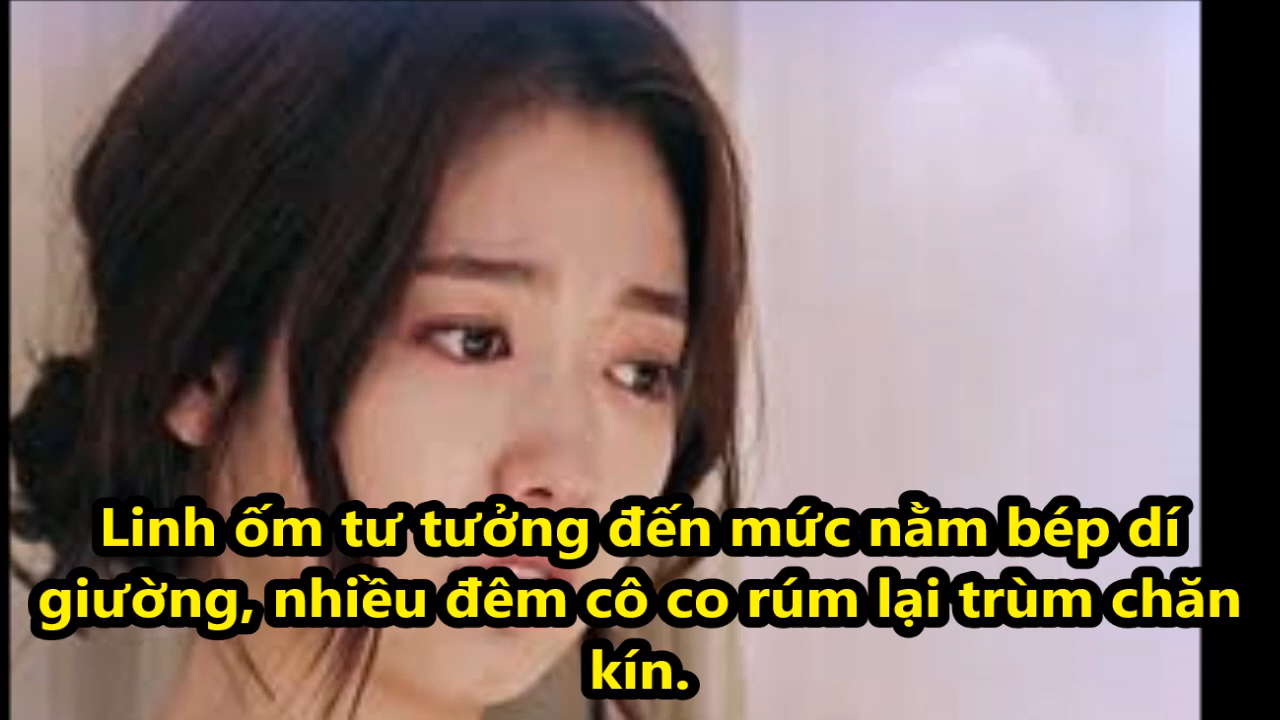 Linh ốm tư tưởng đến mức nằm bép dí
giường, nhiều đêm cô co rúm lại trùm chăn
kín.